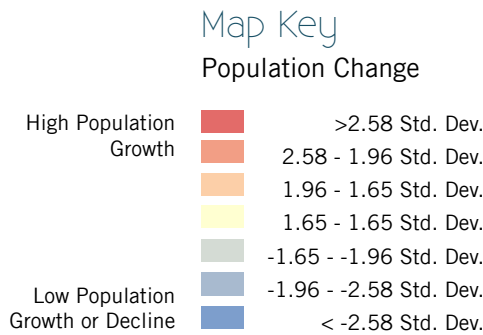 Map Key
Population Change
High Population
Growth
>2.58 Std. Dev.
2.58 - 1.96 Std. Dev.
1.96 - 1.65 Std. Dev.
1.65 - 1.65 Std. Dev.
-1.65 - -1.96 Std. Dev.
-1.96 - -2.58 Std. Dev.
< -2.58 Std. Dev.
Low Population
Growth or Decline